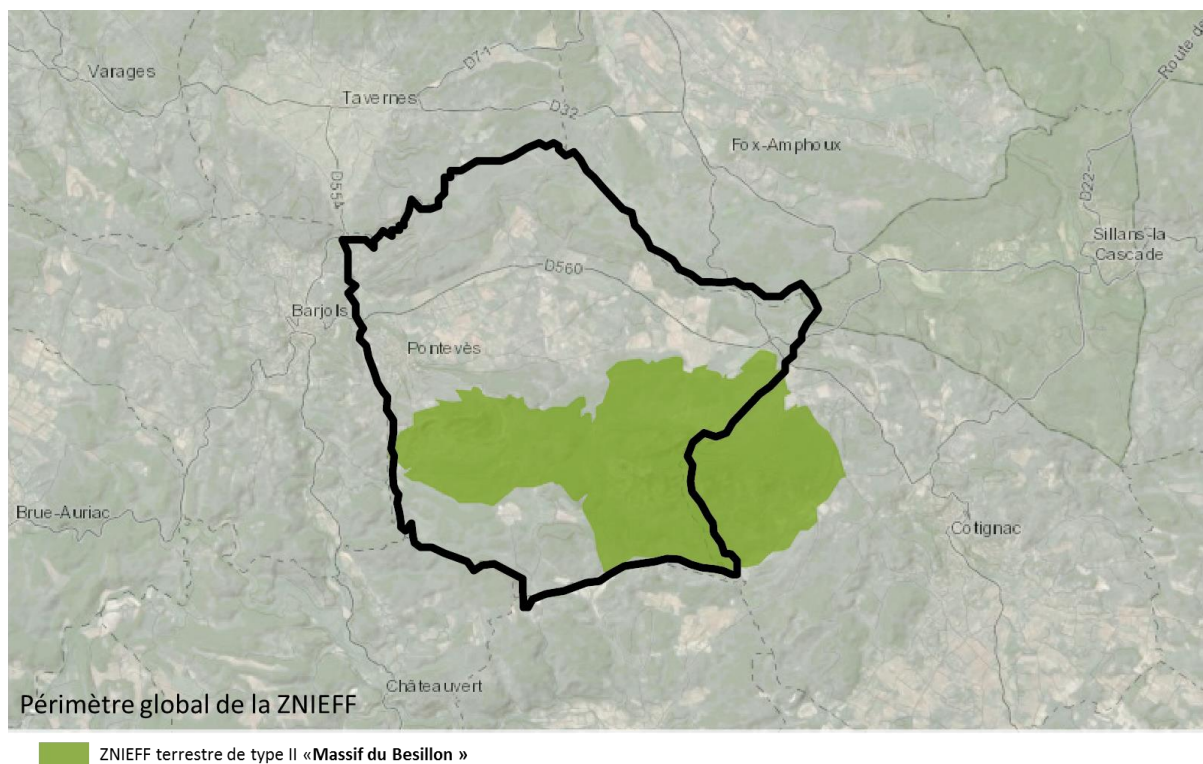 Route de
D71
Varages
Tavernes
D32
Fox-Amphoux
D554
D22
Sillans-la
Cascade
D560
Barjols
Pontevès
Brue-Auriac
Cotignac
Châteauvert
Périmètre global de la ZNIEFF
ZNIEFF terrestre de type II «Massif du Besillon »